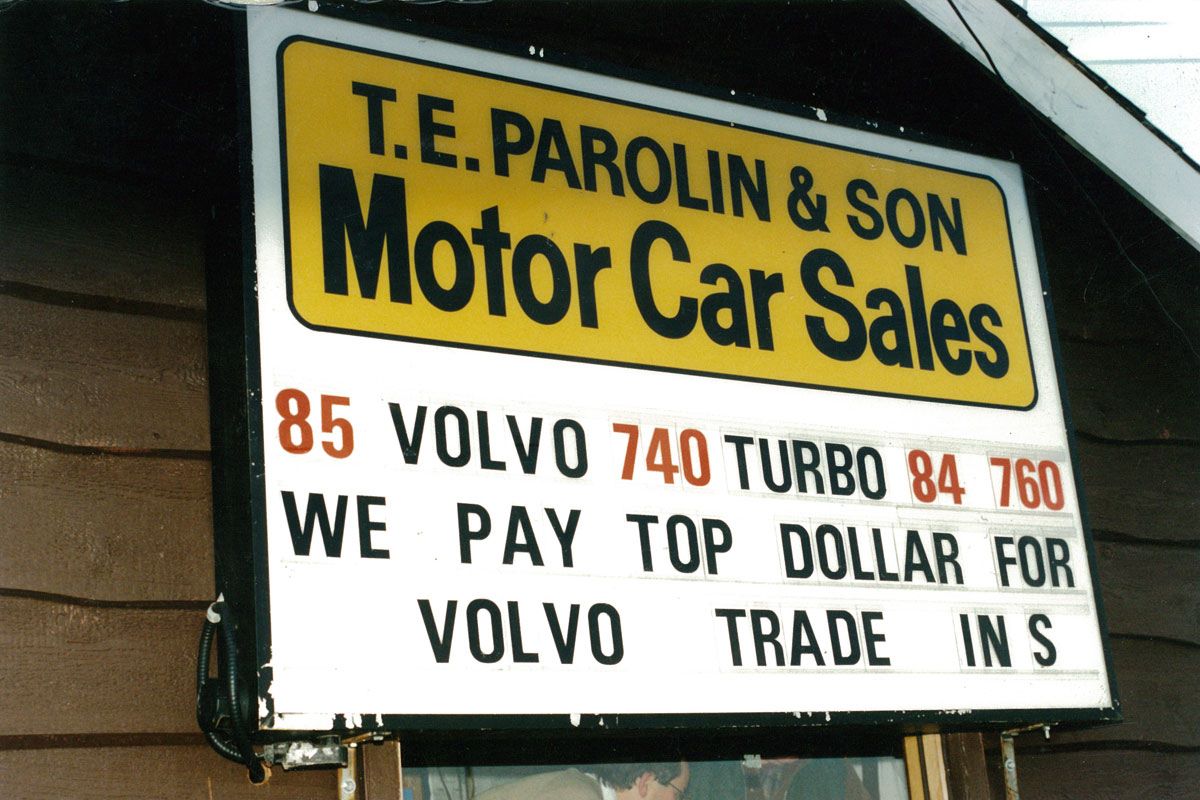 T.E. PAROLIN & SON
Motor Car Sales
85 VOLVO 740 TURBO 84 760
WE PAY TOP DOLLAR FOR
VOLVO TRADE IN S